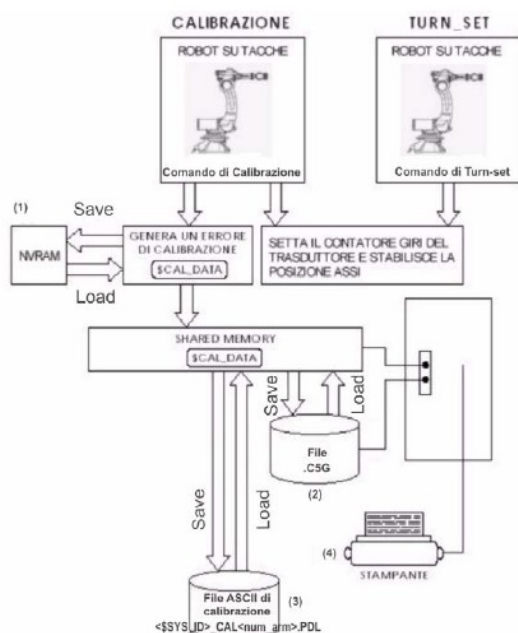 CALIBRAZIONE
TURN_SET
ROBOT SU TACCHE
ROBOT SU TACCHE
Comando di Calibrazione
Comando di Turn-set
(1)
Save
NVRAM
Load
GENERA UN ERRORE
DI CALIBRAZIONE
$CAL_DATA
SETTA IL CONTATORE GIRI DEL
TRASDUTTORE E STABILISCE LA
POSIZIONE ASSI
SHARED MEMORY
$CAL_DATA
Save
Load
File
.C5G
(2)
Save
Load
(4)
STAMPANTE
File ASCII di
calibrazione
(3)
<$SYS_ID>_CAL<num_arm>.PDL